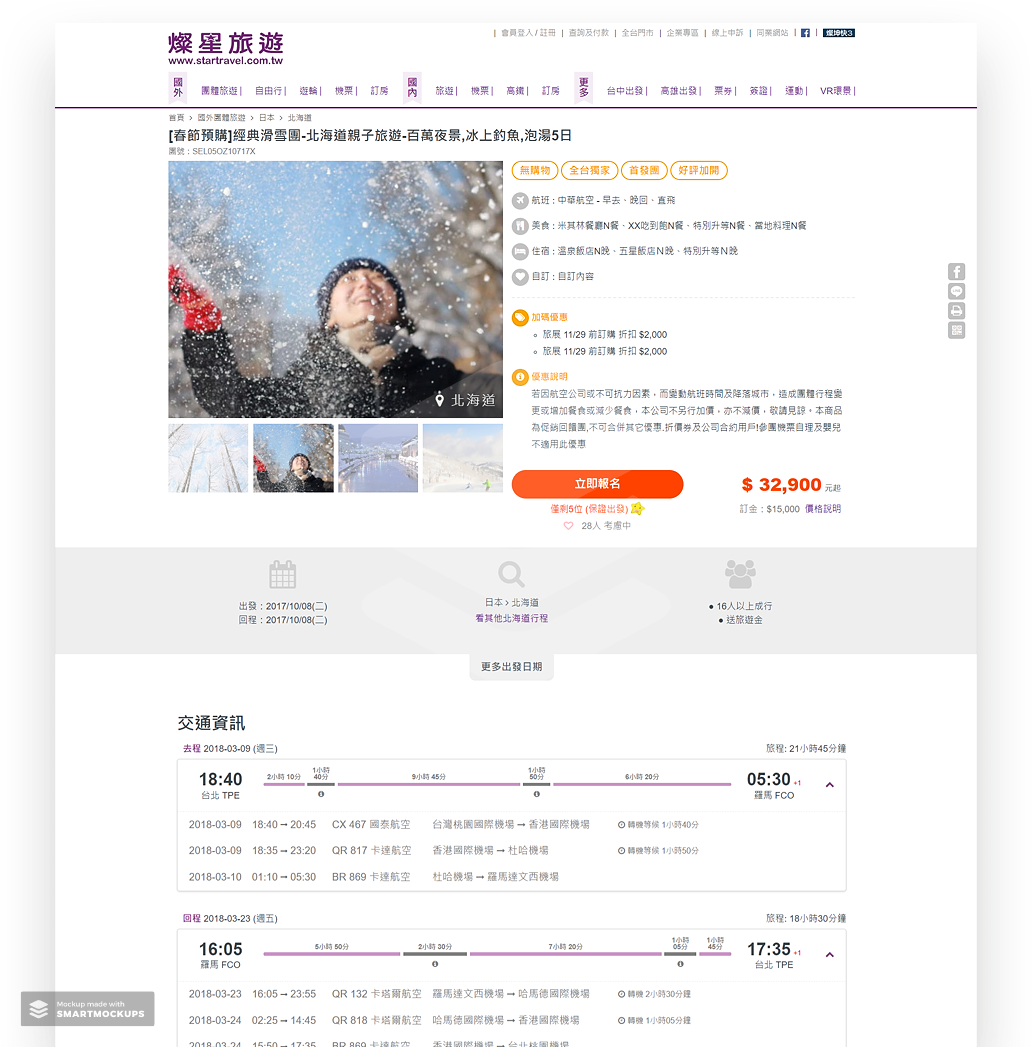 燦星旅遊
www.startravel.com.tw
| 會員登入 / 註冊 | 查詢及付款 | 全台門市 | 企業專區 | 線上申訴 | 同業網站 | f | 燦坤快3
國外 團體旅遊| 自由行| 遊輪| 機票| 訂房 國內 旅遊| 機票| 高鐵| 訂房 更多 台中出發| 高雄出發| 票券| 簽證| 運動| VR環景|
首頁 › 國外團體旅遊 › 日本 › 北海道
[春節預購]經典滑雪團-北海道親子旅遊-百萬夜景,冰上釣魚,泡湯5日
團號：SEL05OZ10717X
北海道
無購物 全台獨家 首發團 好評加開
航班：中華航空 - 早去、晚回、直飛
美食：米其林餐廳N餐、XX吃到飽N餐、特別升等N餐、當地料理N餐
住宿：溫泉飯店N晚、五星飯店N晚、特別升等N晚
自訂：自訂內容
加碼優惠
旅展 11/29 前訂購 折扣 $2,000
旅展 11/29 前訂購 折扣 $2,000
優惠說明
若因航空公司或不可抗力因素，而變動航班時間及降落城市，造成團體行程變
更或增加餐食或減少餐食，本公司不另行加價，亦不減價，敬請見諒。本商品
為促銷回饋團,不可合併其它優惠.折價券及公司合約用戶!參團機票自理及嬰兒
不適用此優惠
立即報名
$ 32,900 元起
僅剩5位 (保證出發)
訂金：$15,000 價格說明
28人 考慮中
出發：2017/10/08(二)
回程：2017/10/08(二)
日本 › 北海道
看其他北海道行程
● 16人以上成行
● 送旅遊金
更多出發日期
交通資訊
去程 2018-03-09 (週三) 旅程: 21小時45分鐘
18:40
台北 TPE
2小時 10分 1小時 40分 9小時 45分 1小時 50分 6小時 20分
05:30 +1
羅馬 FCO
2018-03-09 18:40 ➞ 20:45 CX 467 國泰航空 台灣桃園國際機場 ➞ 香港國際機場 轉機等候 1小時40分
2018-03-09 18:35 ➞ 23:20 QR 817 卡達航空 香港國際機場 ➞ 杜哈機場 轉機等候 1小時50分
2018-03-10 01:10 ➞ 05:30 BR 869 卡達航空 杜哈機場 ➞ 羅馬達文西機場
回程 2018-03-23 (週五) 旅程: 18小時30分鐘
16:05
羅馬 FCO
5小時 50分 2小時 30分 7小時 20分 1小時 05分 1小時 45分
17:35 +1
台北 TPE
2018-03-23 16:05 ➞ 23:55 QR 132 卡塔爾航空 羅馬達文西機場 ➞ 哈馬德國際機場 轉機 2小時30分鐘
2018-03-24 02:25 ➞ 14:45 QR 818 卡塔爾航空 哈馬德國際機場 ➞ 香港國際機場 轉機 1小時05分鐘
2018-03-24 15:50 ➞ 17:35 BR 869 卡達航空 香港國際機場 ➞ 台北桃園機場
Mockup made with
SMARTMOCKUPS